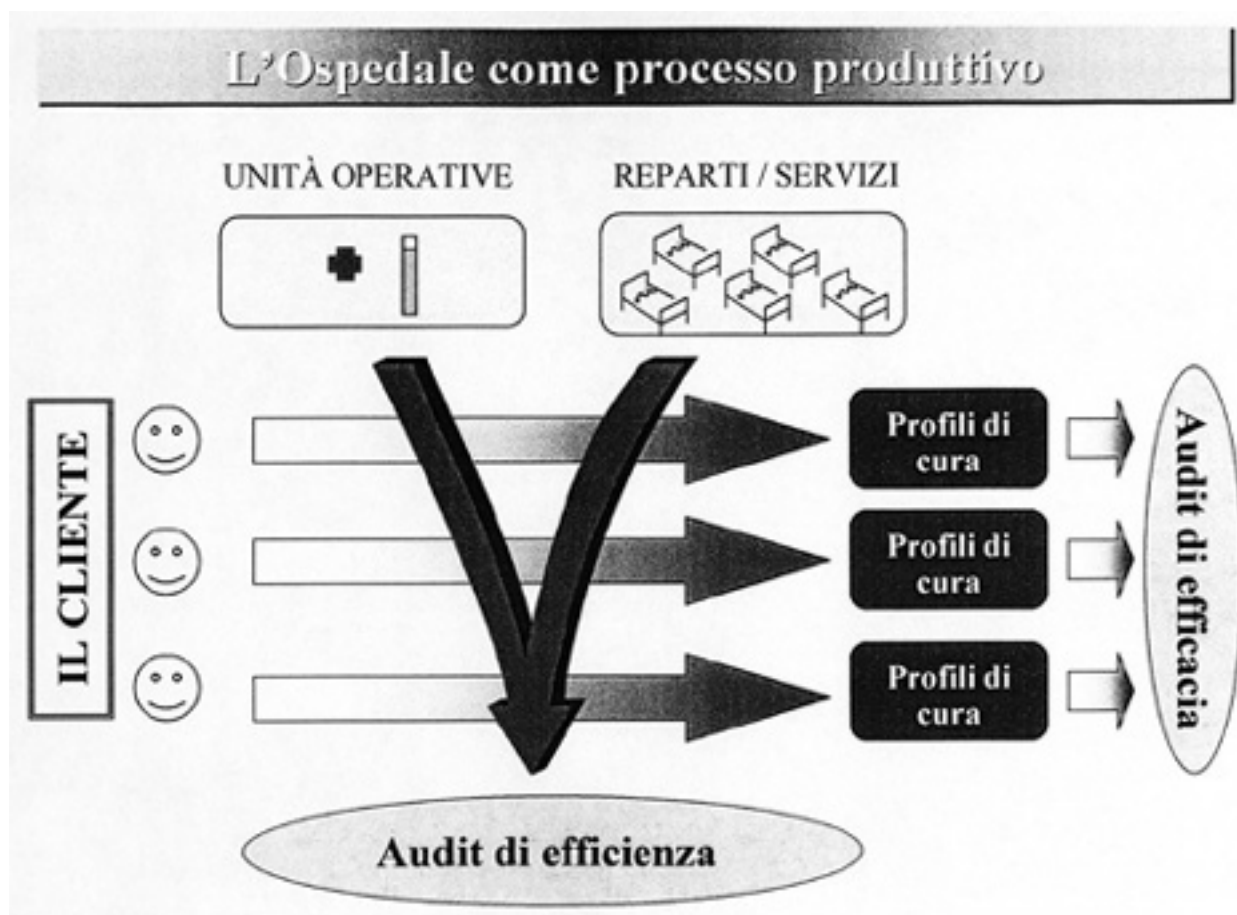 L'Ospedale come processo produttivo
UNITÀ OPERATIVE
REPARTI / SERVIZI
IL CLIENTE
Profili di
cura
Profili di
cura
Profili di
cura
Audit di efficacia
Audit di efficienza